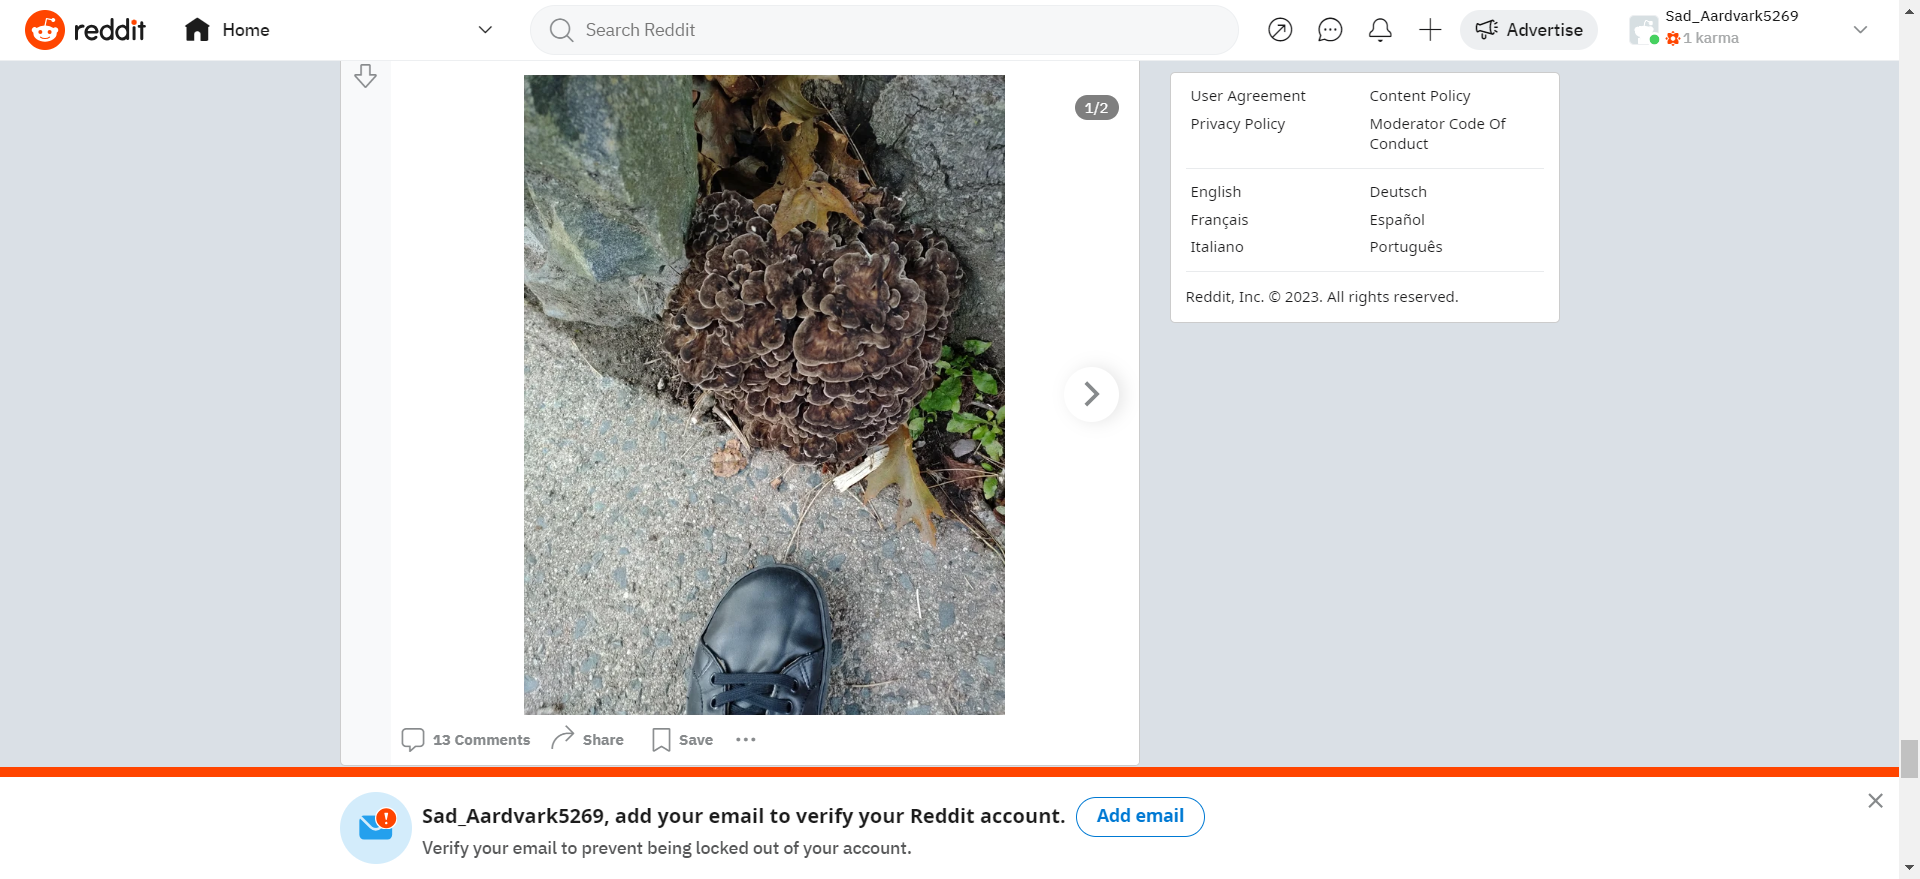 reddit
Home
Search Reddit
Advertise
Sad_Aardvark5269
1 karma
1/2
User Agreement
Content Policy
Privacy Policy
Moderator Code Of
Conduct
English
Deutsch
Français
Español
Italiano
Português
Reddit, Inc. © 2023. All rights reserved.
13 Comments
Share
Save
Sad_Aardvark5269, add your email to verify your Reddit account.
Add email
Verify your email to prevent being locked out of your account.